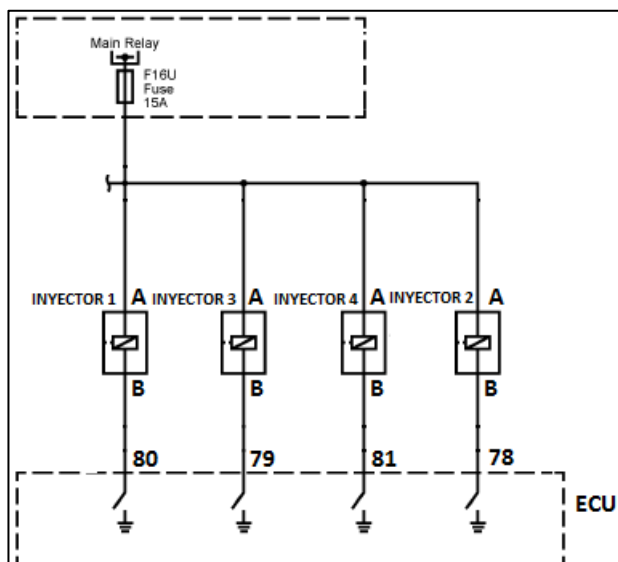 Main Relay
F16U
Fuse
15A
INYECTOR 1 A INYECTOR 3 A INYECTOR 4 A INYECTOR 2 A
B B B B
80 79 81 78
ECU